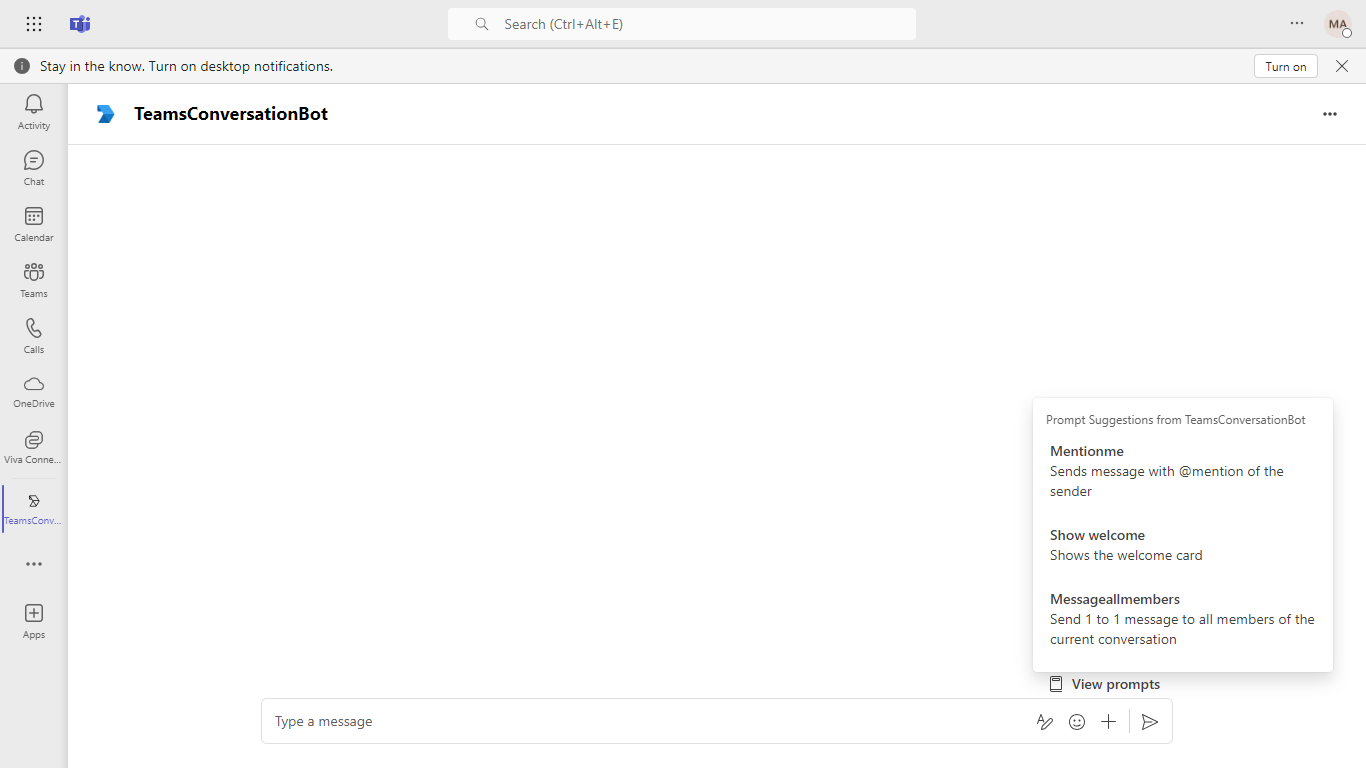 Search (Ctrl+Alt+E)
MA
Stay in the know. Turn on desktop notifications.
Turn on
Activity
Chat
Calendar
Teams
Calls
OneDrive
Viva Conne...
TeamsConv...
Apps
TeamsConversationBot
Prompt Suggestions from TeamsConversationBot
Mentionme
Sends message with @mention of the
sender
Show welcome
Shows the welcome card
Messageallmembers
Send 1 to 1 message to all members of the
current conversation
View prompts
Type a message